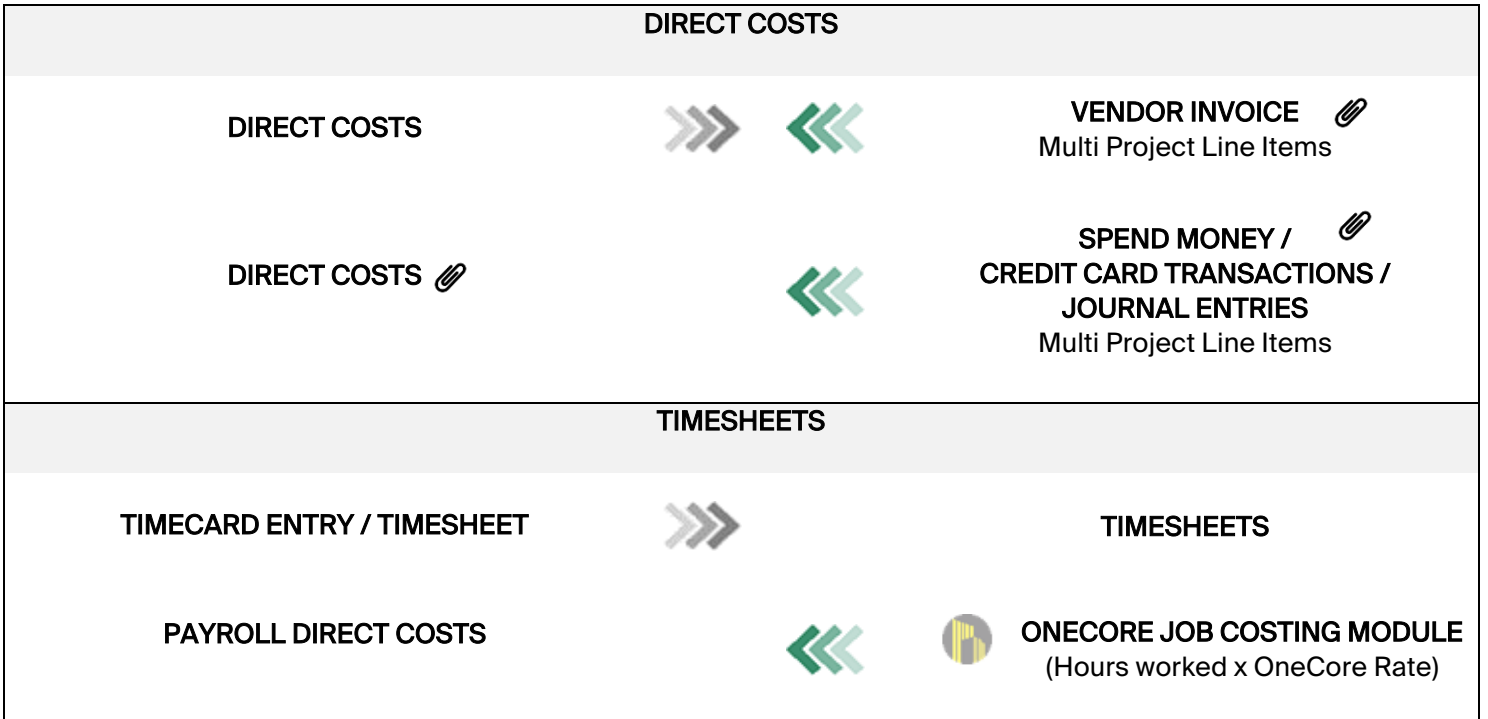 DIRECT COSTS
DIRECT COSTS
VENDOR INVOICE
Multi Project Line Items
DIRECT COSTS
SPEND MONEY /
CREDIT CARD TRANSACTIONS /
JOURNAL ENTRIES
Multi Project Line Items
TIMESHEETS
TIMECARD ENTRY / TIMESHEET
TIMESHEETS
PAYROLL DIRECT COSTS
ONECORE JOB COSTING MODULE
(Hours worked x OneCore Rate)